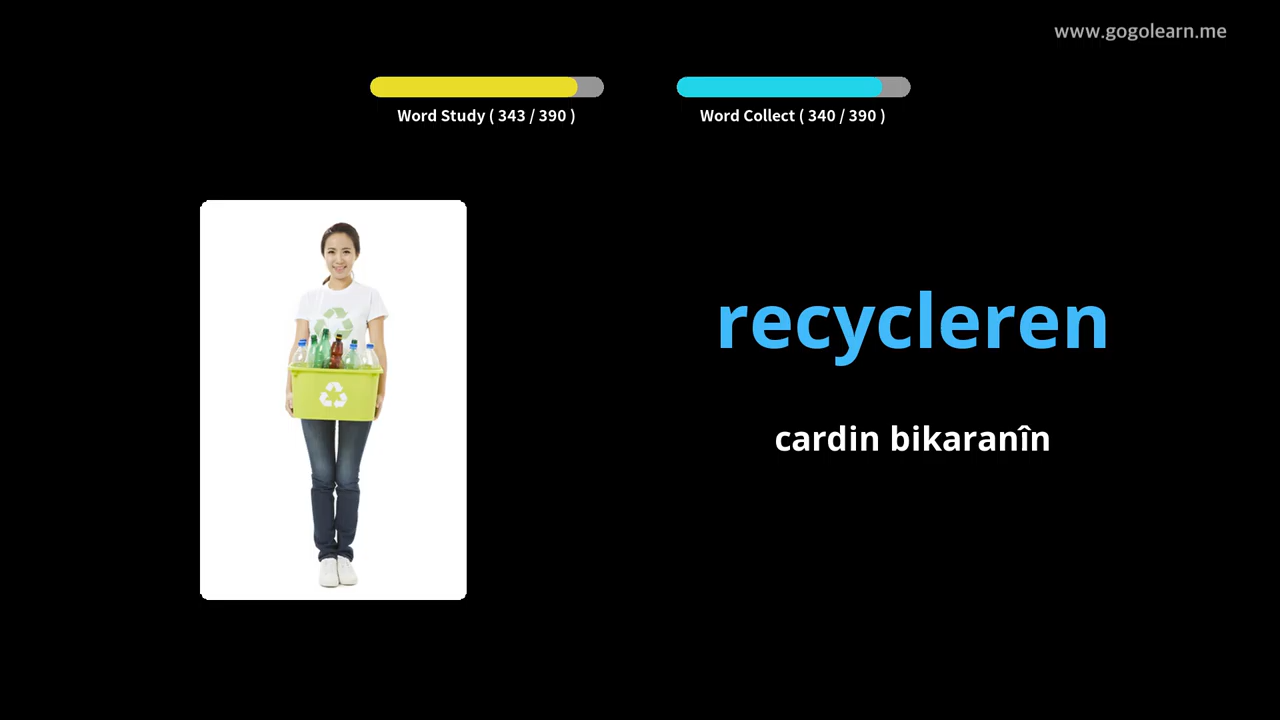 www.gogolearn.me
Word Study ( 343 / 390 )
Word Collect ( 340 / 390 )
recycleren
cardin bikaranîn